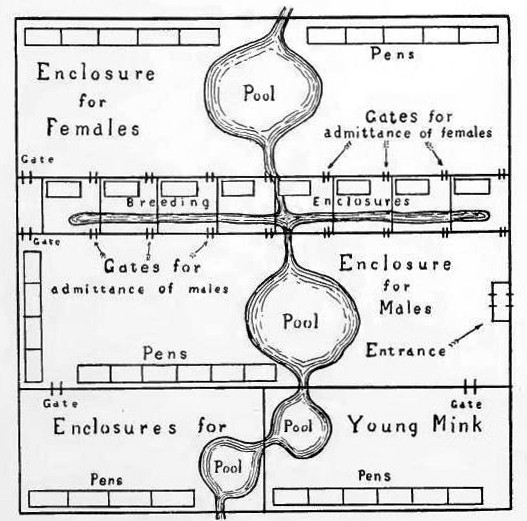 Enclosure
for
Females
Pool
Pens
Gates for
admittance of females
Gate
Breeding Enclosures
Gate
Gates for
admittance of males
Enclosure
for
Males
Pool
Entrance
Pens
Gate
Gate
Enclosures for Young Mink
Pool
Pool
Pens
Pens